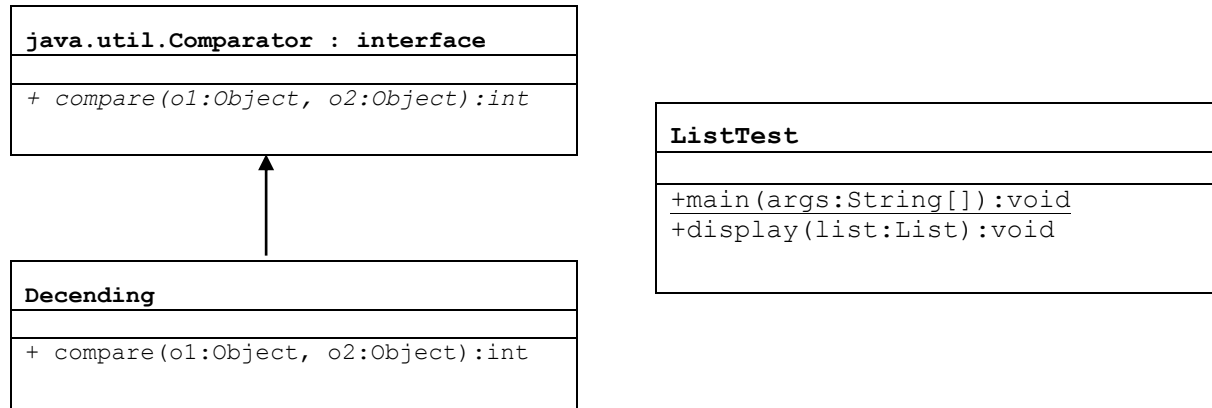 java.util.Comparator : interface
+ compare(o1:Object, o2:Object):int
Decending
+ compare(o1:Object, o2:Object):int
ListTest
+main(args:String[]):void
+display(list:List):void